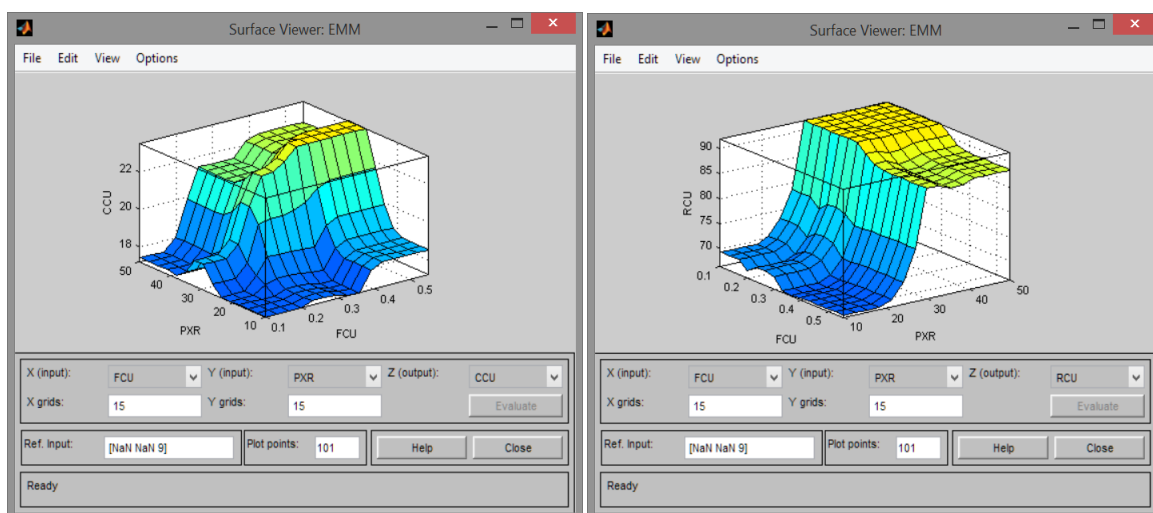 Surface Viewer: EMM
File Edit View Options
22
20
18
CCU
50
40
30
20
10
PXR
0.1
0.2
0.3
0.4
0.5
FCU
X (input): FCU Y (input): PXR Z (output): CCU
X grids: 15 Y grids: 15 Evaluate
Ref. Input: [NaN NaN 9] Plot points: 101 Help Close
Ready
Surface Viewer: EMM
File Edit View Options
90
85
80
75
70
RCU
0.1
0.2
0.3
0.4
0.5
FCU
10
20
30
40
50
PXR
X (input): FCU Y (input): PXR Z (output): RCU
X grids: 15 Y grids: 15 Evaluate
Ref. Input: [NaN NaN 9] Plot points: 101 Help Close
Ready